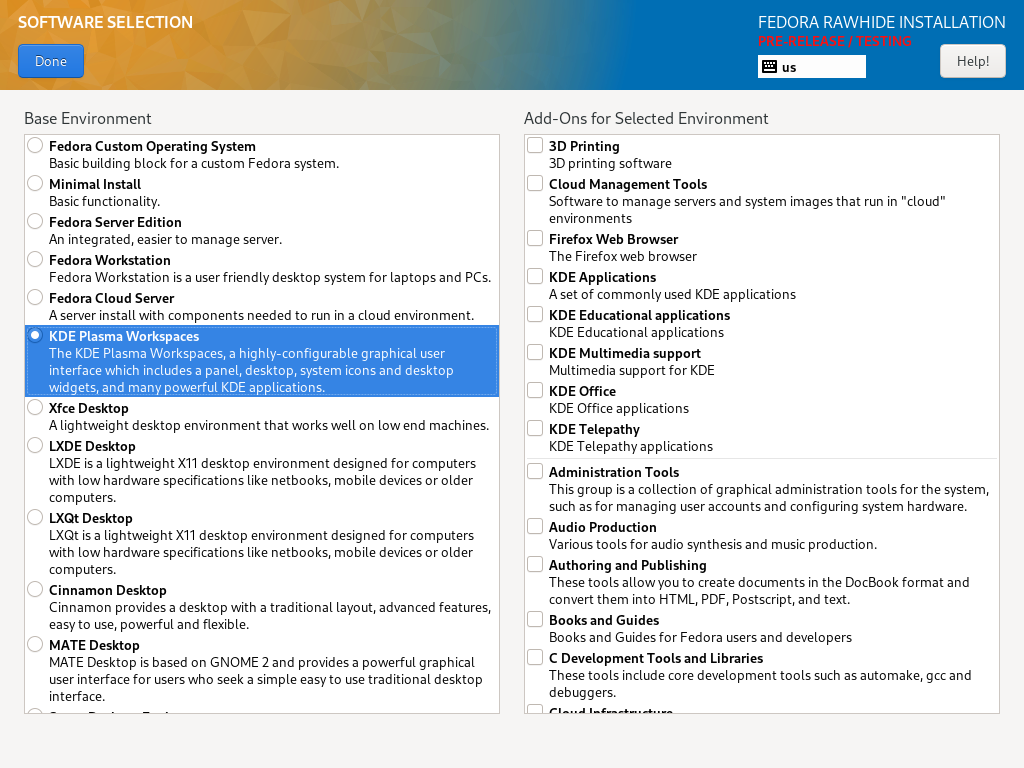 SOFTWARE SELECTION
Done
FEDORA RAWHIDE INSTALLATION
PRE-RELEASE / TESTING
us
Help!
Base Environment
Fedora Custom Operating System
Basic building block for a custom Fedora system.
Minimal Install
Basic functionality.
Fedora Server Edition
An integrated, easier to manage server.
Fedora Workstation
Fedora Workstation is a user friendly desktop system for laptops and PCs.
Fedora Cloud Server
A server install with components needed to run in a cloud environment.
KDE Plasma Workspaces
The KDE Plasma Workspaces, a highly-configurable graphical user
interface which includes a panel, desktop, system icons and desktop
widgets, and many powerful KDE applications.
Xfce Desktop
A lightweight desktop environment that works well on low end machines.
LXDE Desktop
LXDE is a lightweight X11 desktop environment designed for computers
with low hardware specifications like netbooks, mobile devices or older
computers.
LXQt Desktop
LXQt is a lightweight X11 desktop environment designed for computers
with low hardware specifications like netbooks, mobile devices or older
computers.
Cinnamon Desktop
Cinnamon provides a desktop with a traditional layout, advanced features,
easy to use, powerful and flexible.
MATE Desktop
MATE Desktop is based on GNOME 2 and provides a powerful graphical
user interface for users who seek a simple easy to use traditional desktop
interface.
Add-Ons for Selected Environment
3D Printing
3D printing software
Cloud Management Tools
Software to manage servers and system images that run in "cloud"
environments
Firefox Web Browser
The Firefox web browser
KDE Applications
A set of commonly used KDE applications
KDE Educational applications
KDE Educational applications
KDE Multimedia support
Multimedia support for KDE
KDE Office
KDE Office applications
KDE Telepathy
KDE Telepathy applications
Administration Tools
This group is a collection of graphical administration tools for the system,
such as for managing user accounts and configuring system hardware.
Audio Production
Various tools for audio synthesis and music production.
Authoring and Publishing
These tools allow you to create documents in the DocBook format and
convert them into HTML, PDF, Postscript, and text.
Books and Guides
Books and Guides for Fedora users and developers
C Development Tools and Libraries
These tools include core development tools such as automake, gcc and
debuggers.
Cloud Infrastructure